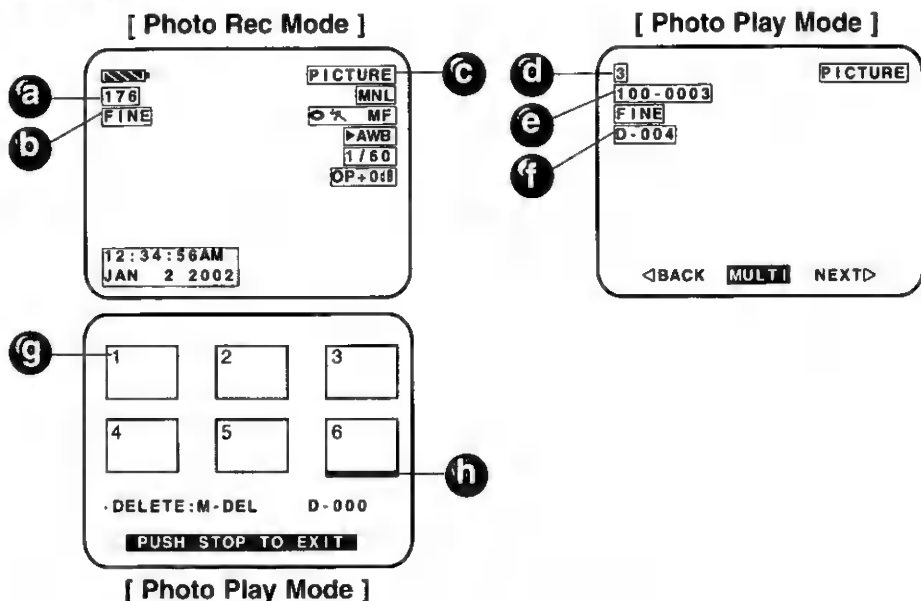 [ Photo Rec Mode ]
a
176
b
FINE
PICTURE
c
MNL
MF
▶AWB
1/60
OP+0dB
12:34:56AM
JAN 2 2002
[ Photo Play Mode ]
d
3
PICTURE
e
100-0003
FINE
f
D-004
◁BACK MULTI NEXT▷
g
1 2 3
4 5 6
h
·DELETE:M-DEL D-000
PUSH STOP TO EXIT
[ Photo Play Mode ]